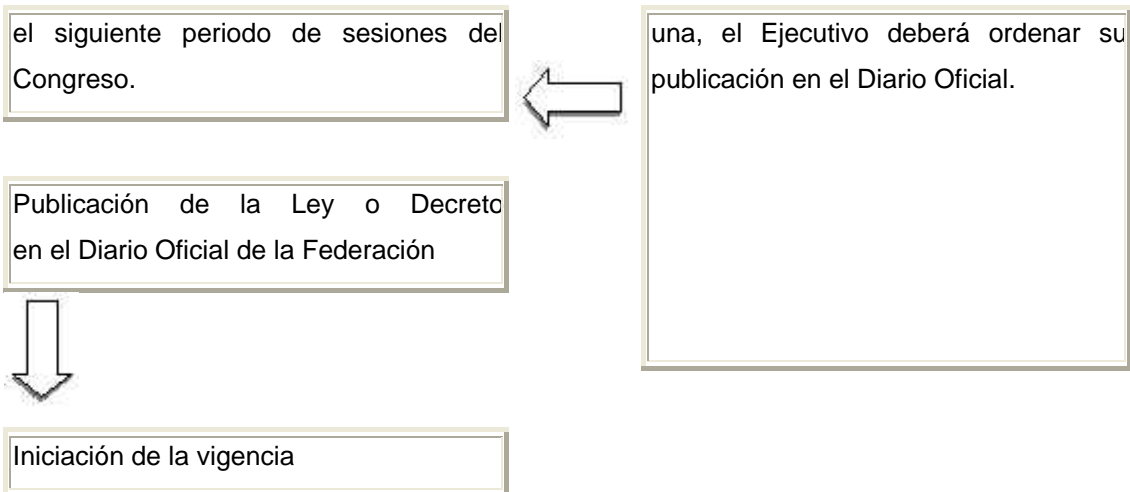 el siguiente periodo de sesiones del
Congreso.
una, el Ejecutivo deberá ordenar su
publicación en el Diario Oficial.
Publicación de la Ley o Decreto
en el Diario Oficial de la Federación
Iniciación de la vigencia